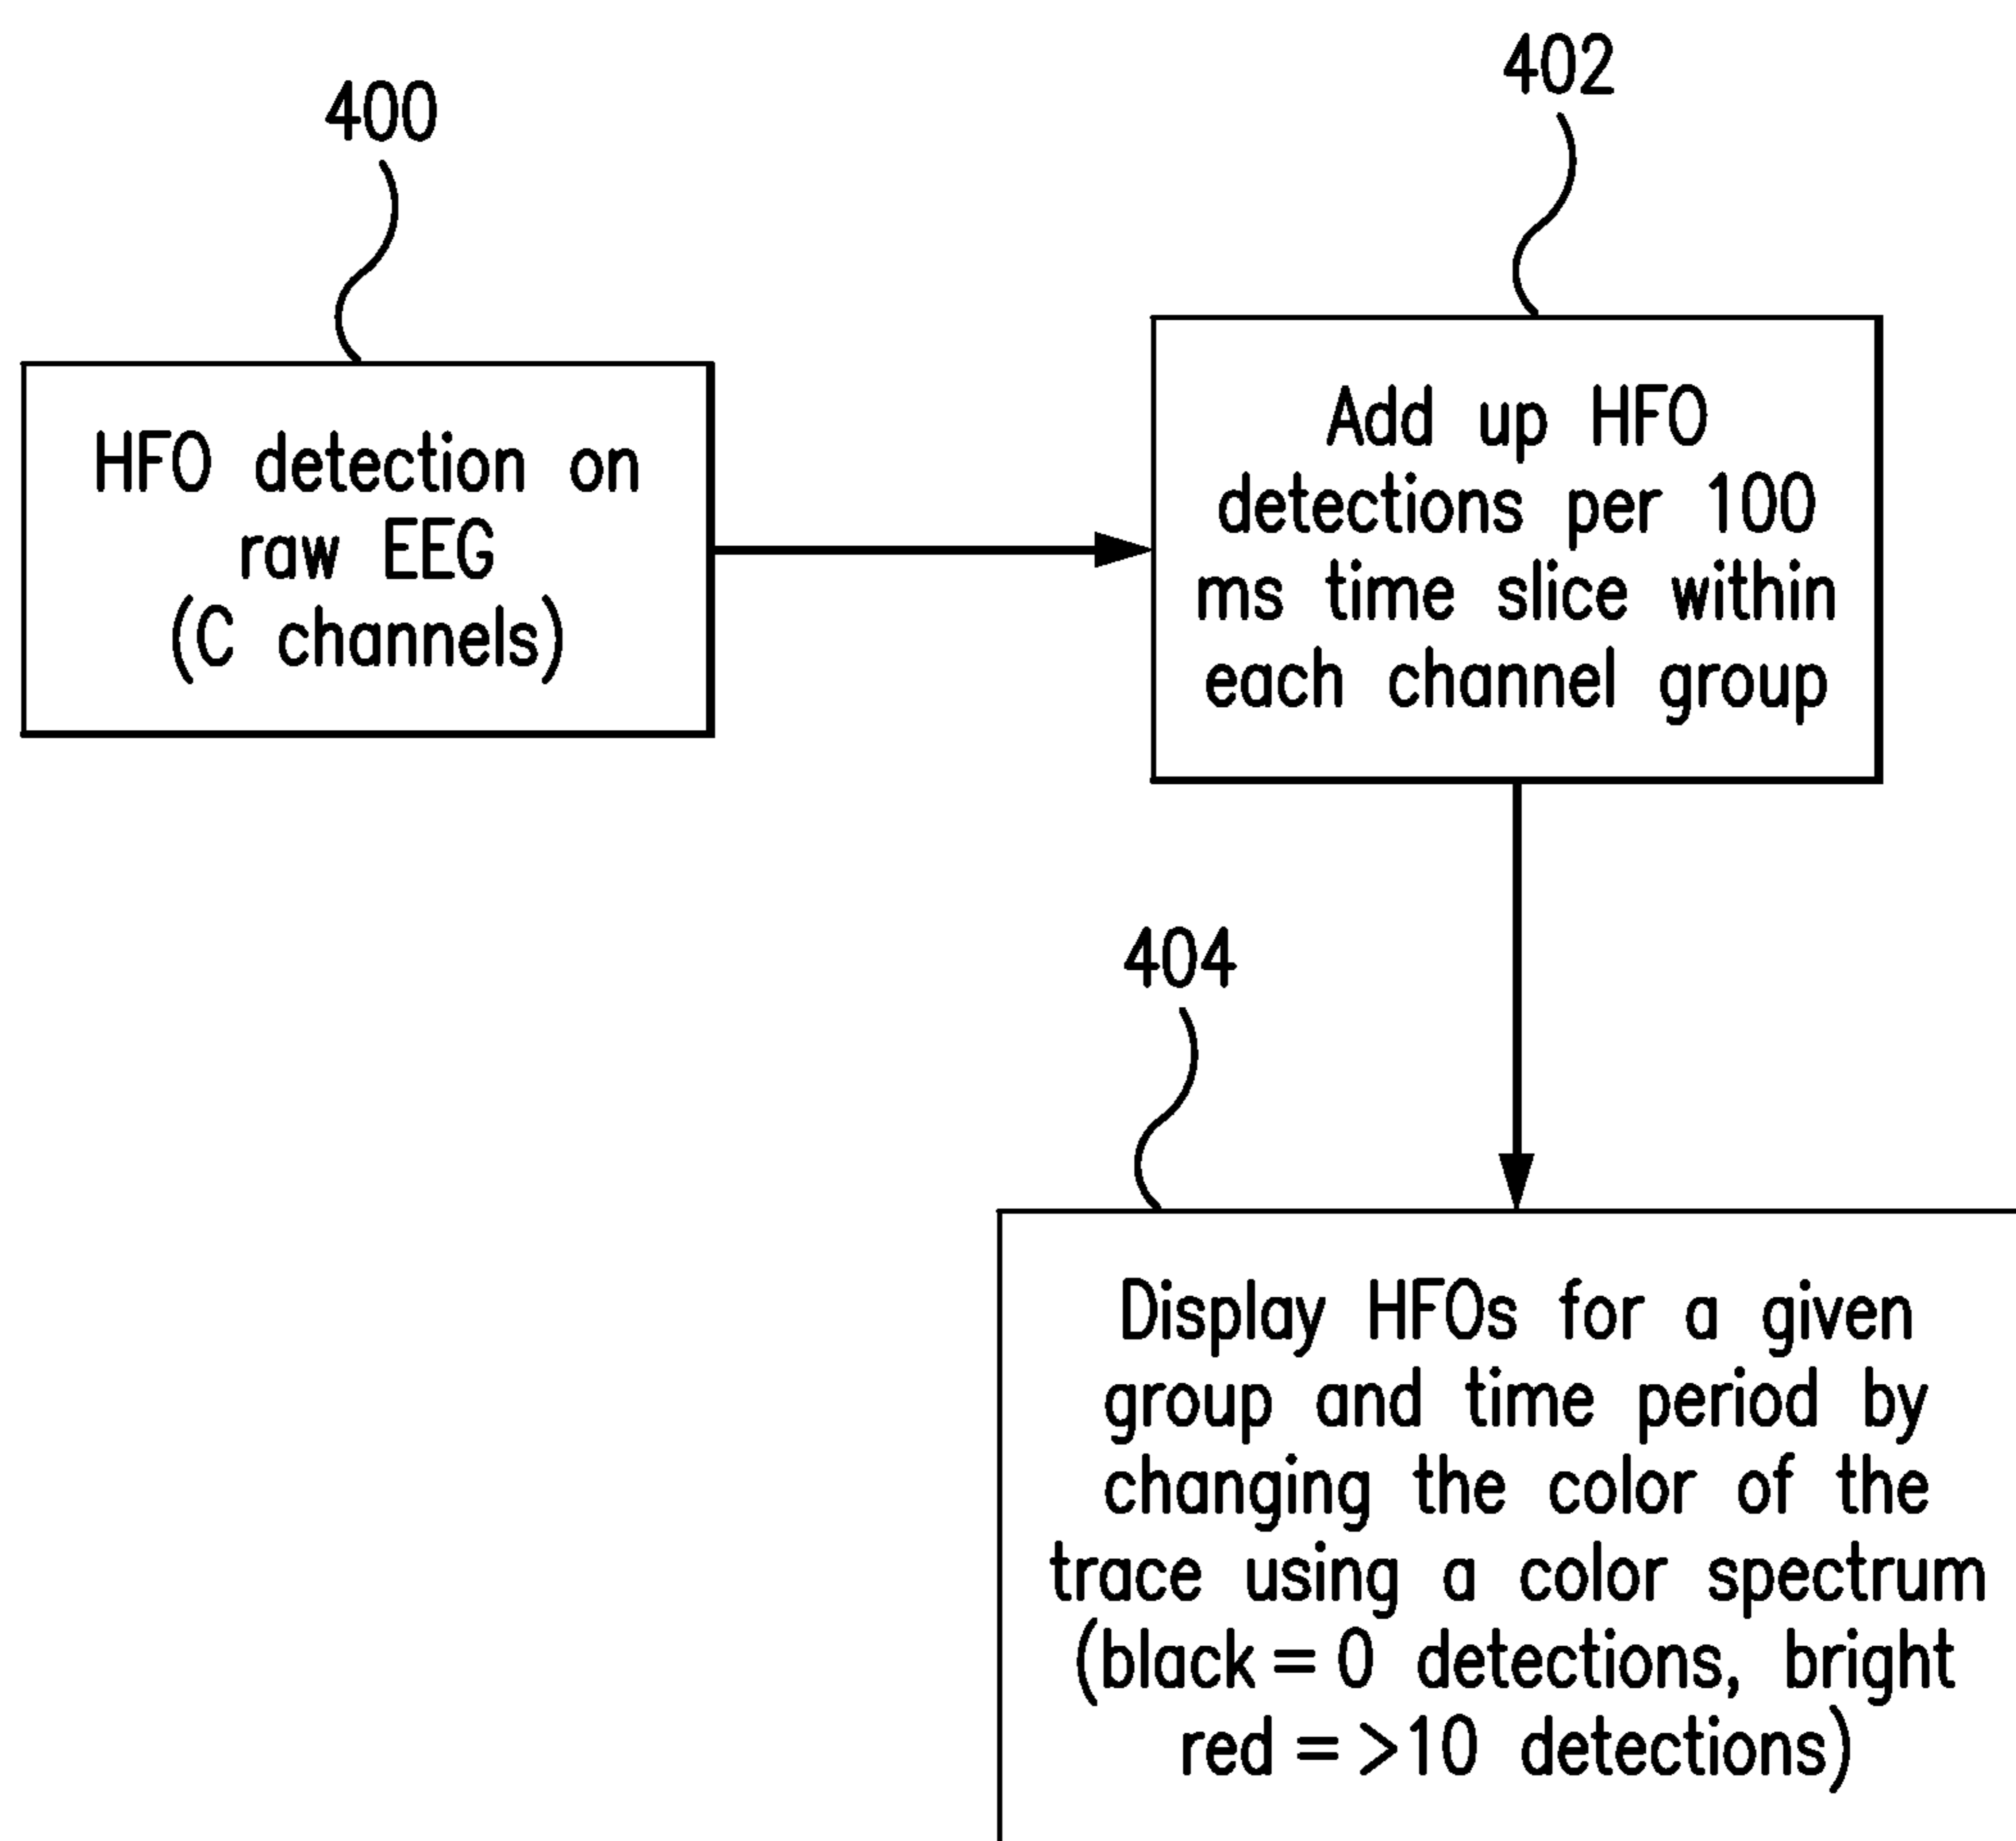 400
HFO detection on
raw EEG
(C channels)
402
Add up HFO
detections per 100
ms time slice within
each channel group
404
Display HFOs for a given
group and time period by
changing the color of the
trace using a color spectrum
(black = 0 detections, bright
red = >10 detections)